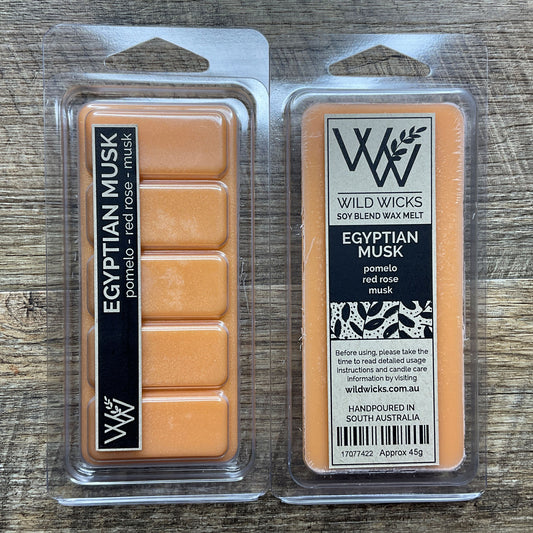 EGYPTIAN MUSK
pomelo - red rose - musk
WW
WW
WILD WICKS
SOY BLEND WAX MELT
EGYPTIAN
MUSK
pomelo
red rose
musk
Before using, please take the
time to read detailed usage
instructions and candle care
information by visiting
wildwicks.com.au
HANDPOURED IN
SOUTH AUSTRALIA
17077422 Approx 45g